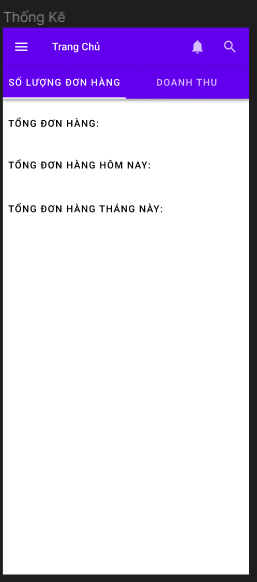 Thống Kê
Trang Chủ
SỐ LƯỢNG ĐƠN HÀNG
DOANH THU
TỔNG ĐƠN HÀNG:
TỔNG ĐƠN HÀNG HÔM NAY:
TỔNG ĐƠN HÀNG THÁNG NÀY: